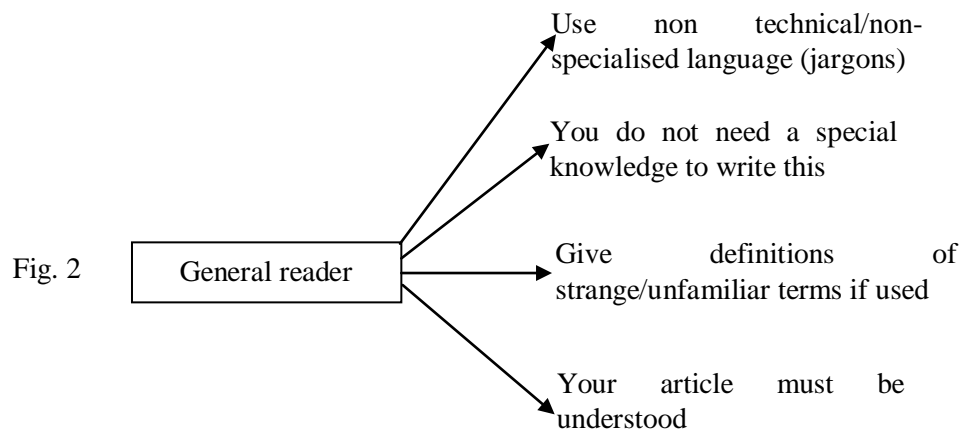 Use non technical/non-
specialised language (jargons)
You do not need a special
knowledge to write this
Fig. 2
General reader
Give definitions of
strange/unfamiliar terms if used
Your article must be
understood